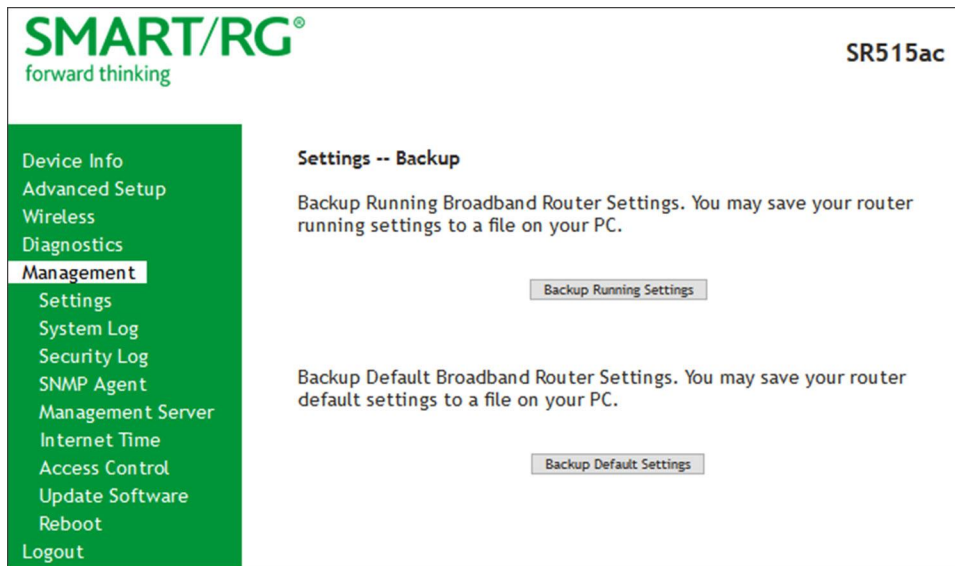 SMART/RG®
forward thinking
SR515ac
Device Info
Advanced Setup
Wireless
Diagnostics
Management
Settings
System Log
Security Log
SNMP Agent
Management Server
Internet Time
Access Control
Update Software
Reboot
Logout
Settings -- Backup
Backup Running Broadband Router Settings. You may save your router
running settings to a file on your PC.
Backup Running Settings
Backup Default Broadband Router Settings. You may save your router
default settings to a file on your PC.
Backup Default Settings